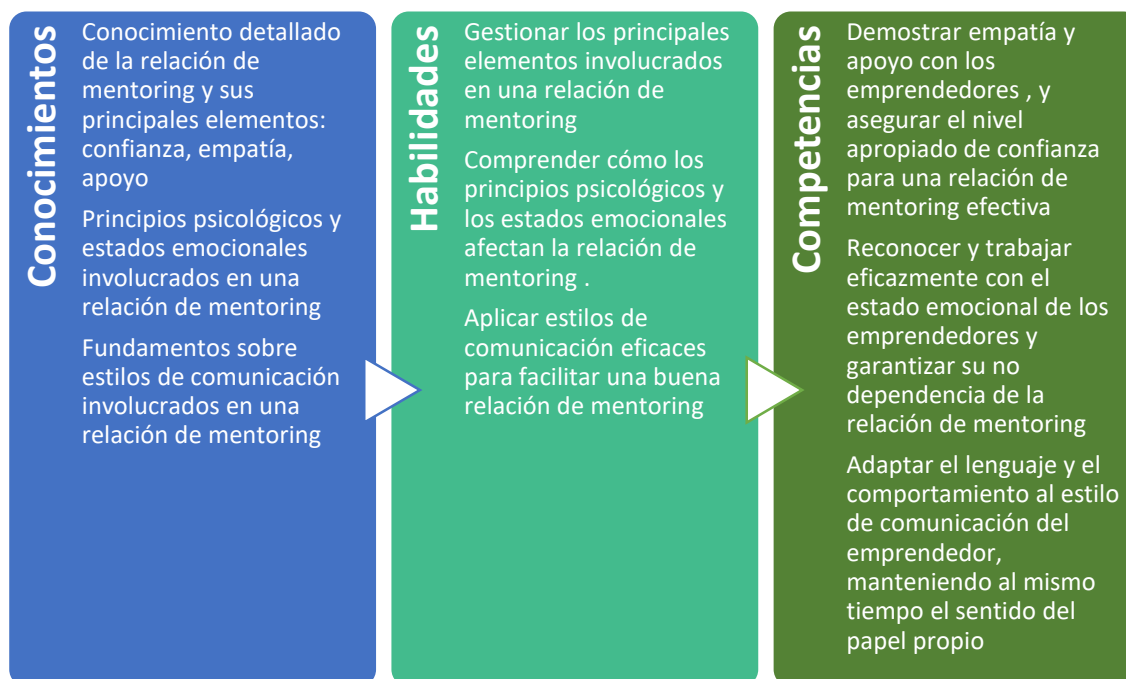 Conocimientos
Conocimiento detallado
de la relación de
mentoring y sus
principales elementos:
confianza, empatía,
apoyo
Principios psicológicos y
estados emocionales
involucrados en una
relación de mentoring
Fundamentos sobre
estilos de comunicación
involucrados en una
relación de mentoring
Habilidades
Gestionar los principales
elementos involucrados
en una relación de
mentoring
Comprender cómo los
principios psicológicos y
los estados emocionales
afectan la relación de
mentoring .
Aplicar estilos de
comunicación eficaces
para facilitar una buena
relación de mentoring
Competencias
Demostrar empatía y
apoyo con los
emprendedores , y
asegurar el nivel
apropiado de confianza
para una relación de
mentoring efectiva
Reconocer y trabajar
eficazmente con el
estado emocional de los
emprendedores y
garantizar su no
dependencia de la
relación de mentoring
Adaptar el lenguaje y el
comportamiento al estilo
de comunicación del
emprendedor,
manteniendo al mismo
tiempo el sentido del
papel propio